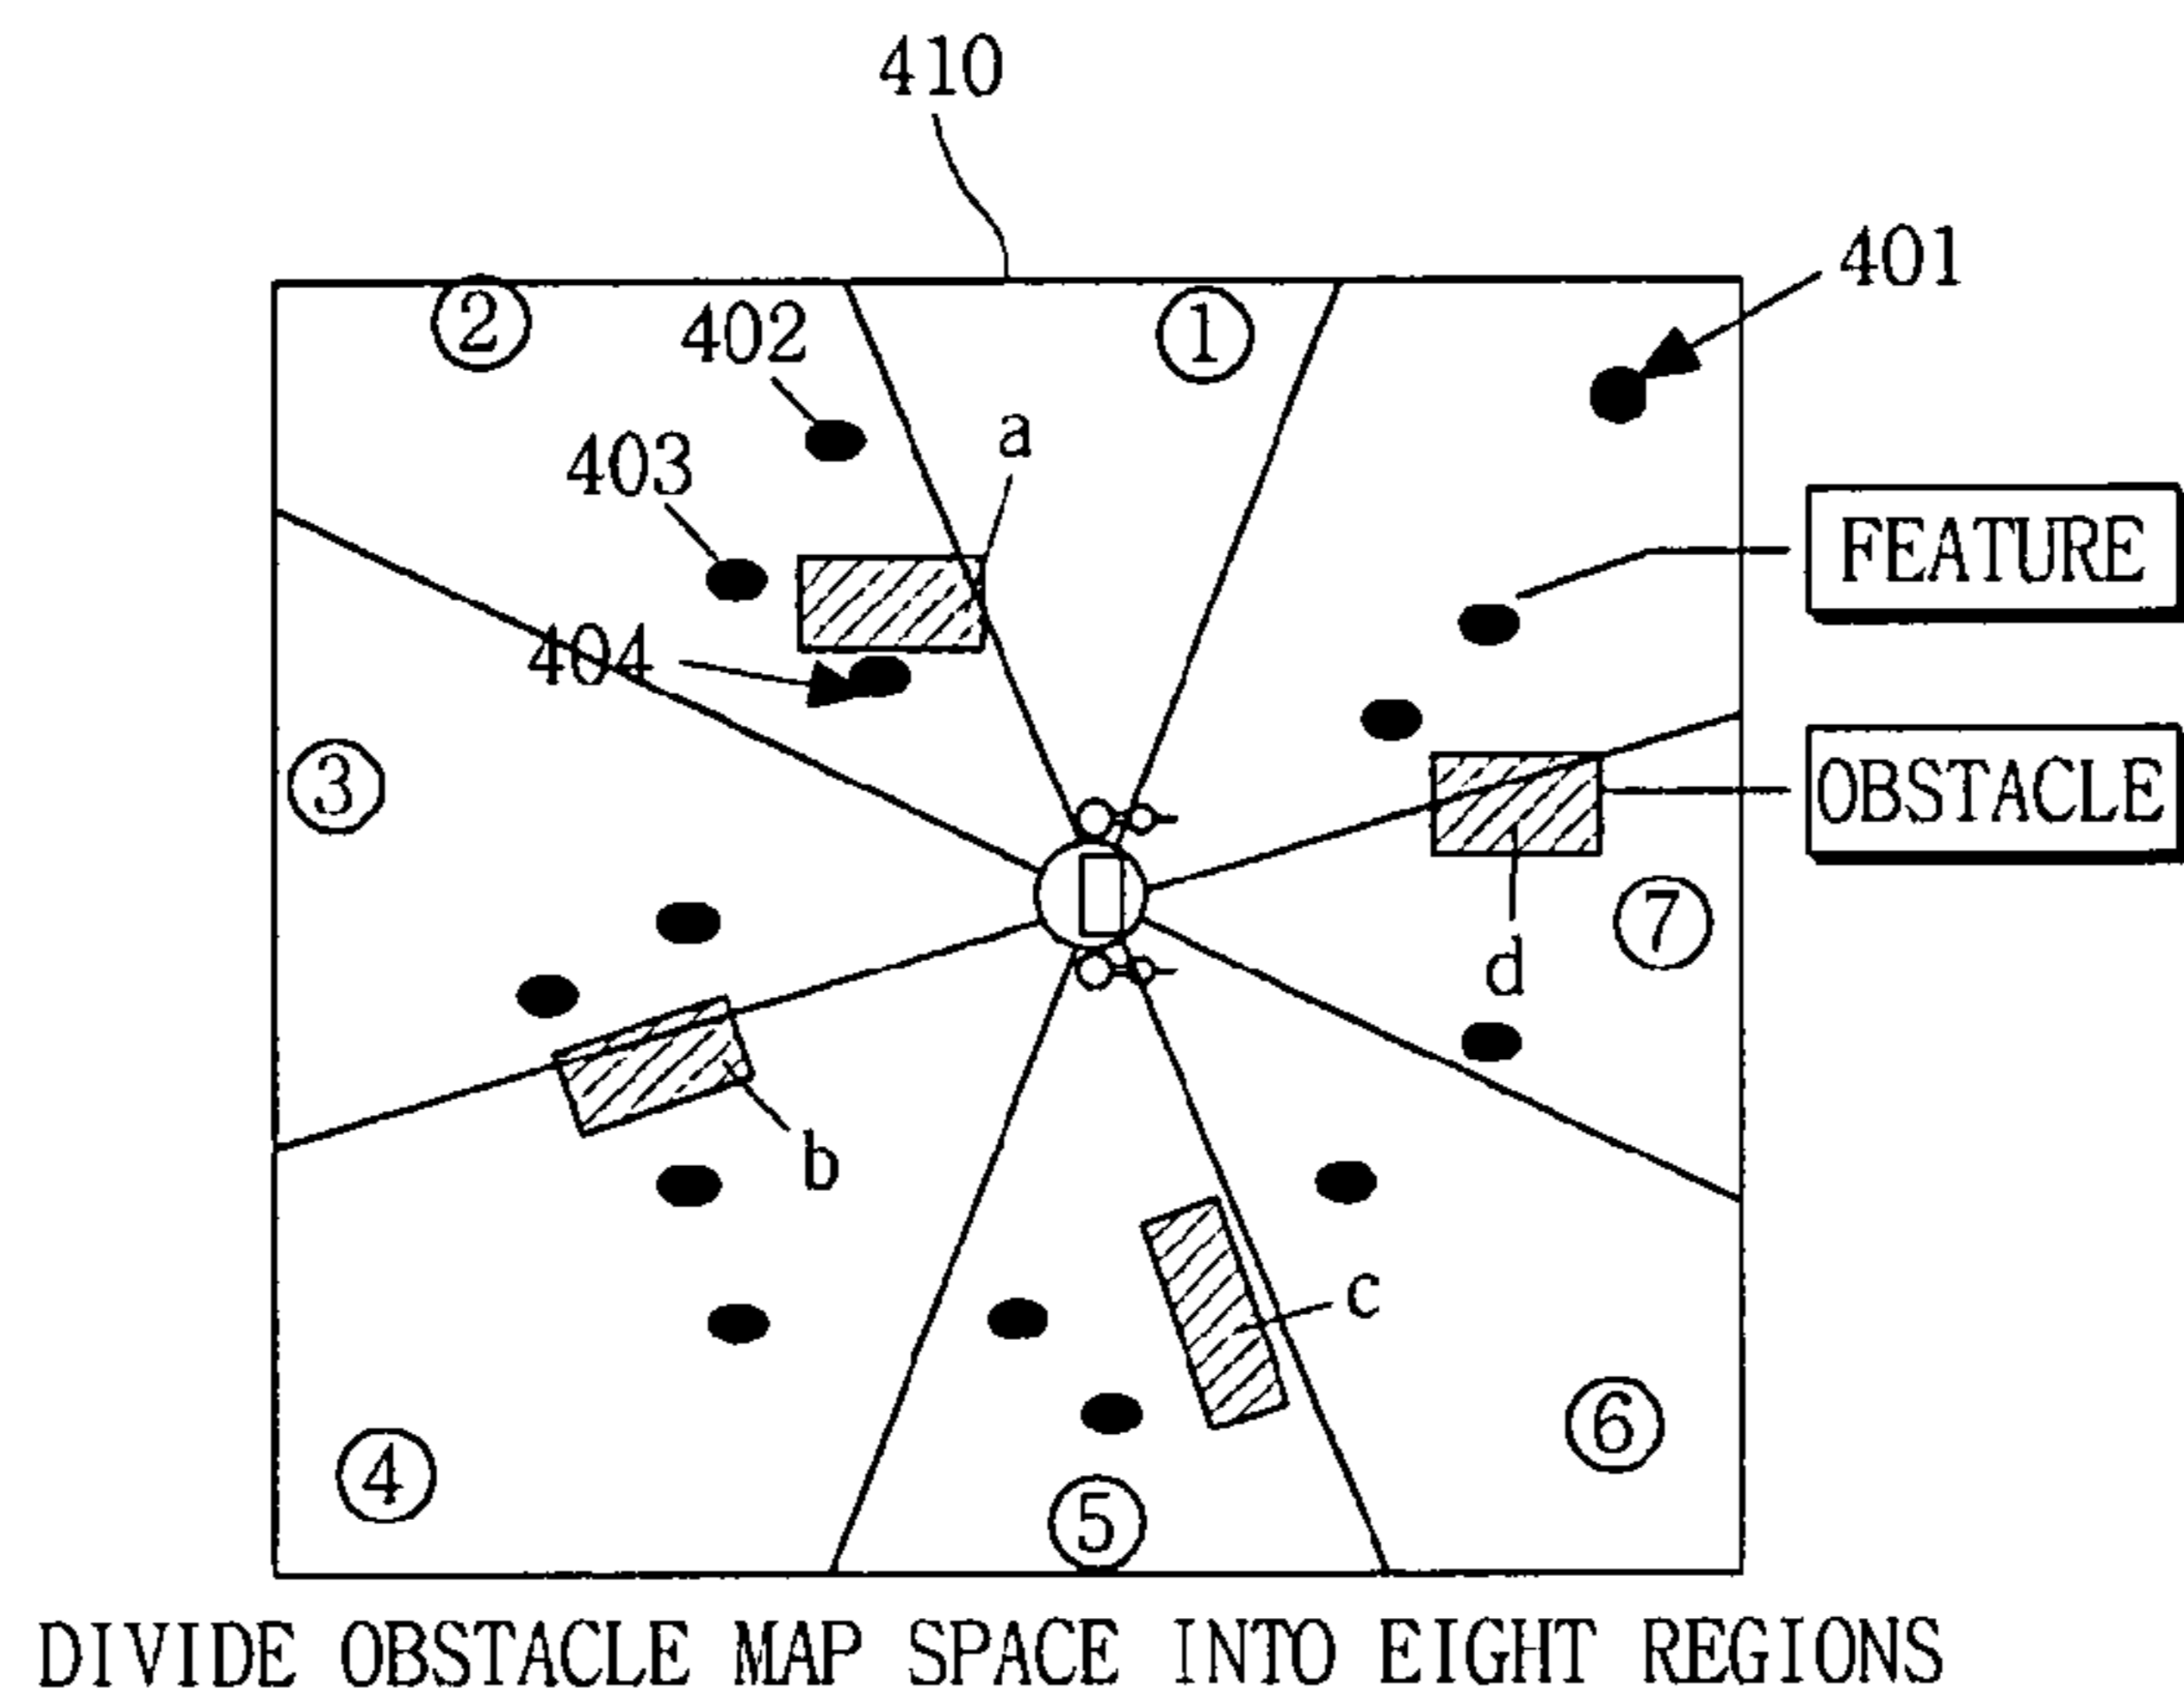 410
401
②
①
402
a
403
FEATURE
404
OBSTACLE
③
d
⑦
b
c
④
⑤
⑥
DIVIDE OBSTACLE MAP SPACE INTO EIGHT REGIONS